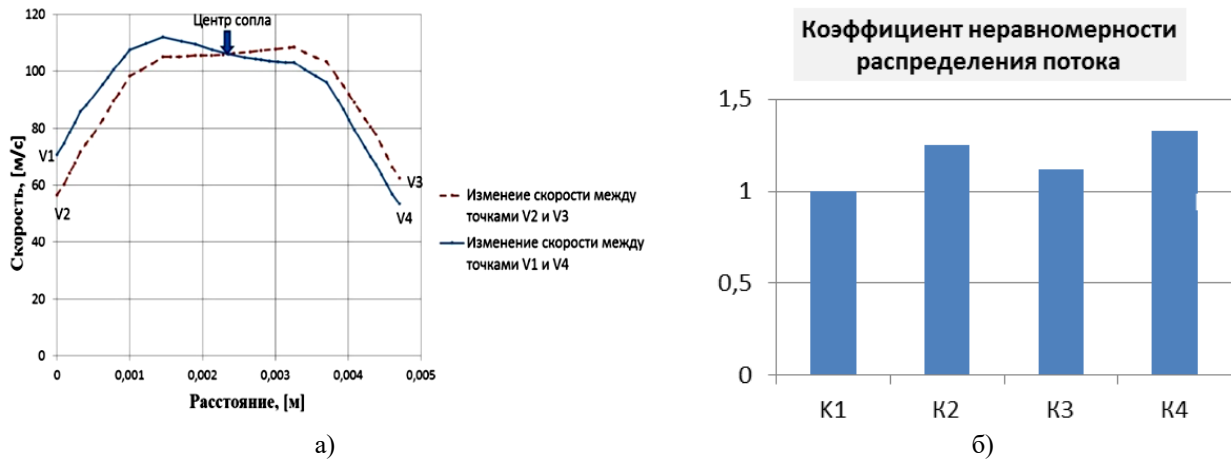 Центр сопла
120
100
80
60
40
20
0
Скорость, [м/с]
V1
V2
V3
V4
0 0,001 0,002 0,003 0,004 0,005
Расстояние, [м]
Изменеие скорости между
точками V2 и V3
Изменение скорости между
точками V1 и V4
а)
Коэффициент неравномерности
распределения потока
1,5
1
0,5
0
К1 К2 К3 К4
б)